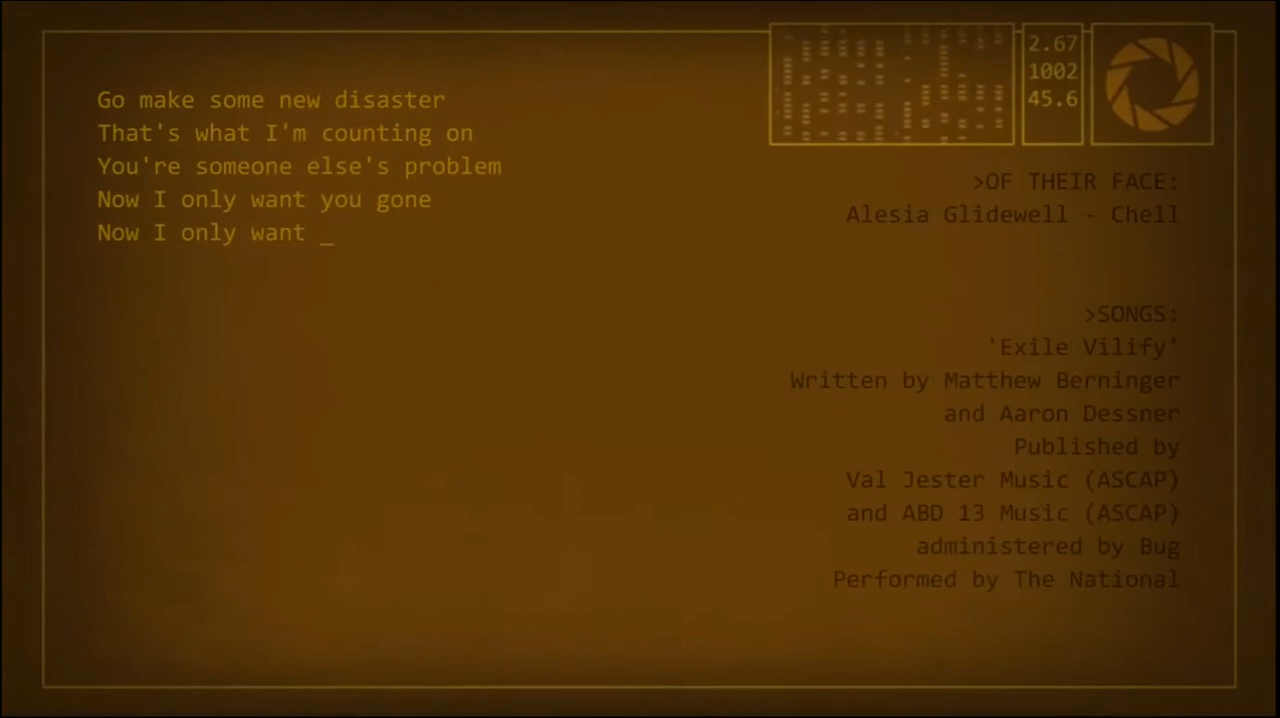 Go make some new disaster
That's what I'm counting on
You're someone else's problem
Now I only want you gone
Now I only want _
2.67
1002
45.6
>OF THEIR FACE:
Alesia Glidewell - Chell
>SONGS:
'Exile Vilify'
Written by Matthew Berninger
and Aaron Dessner
Published by
Val Jester Music (ASCAP)
and ABD 13 Music (ASCAP)
administered by Bug
Performed by The National